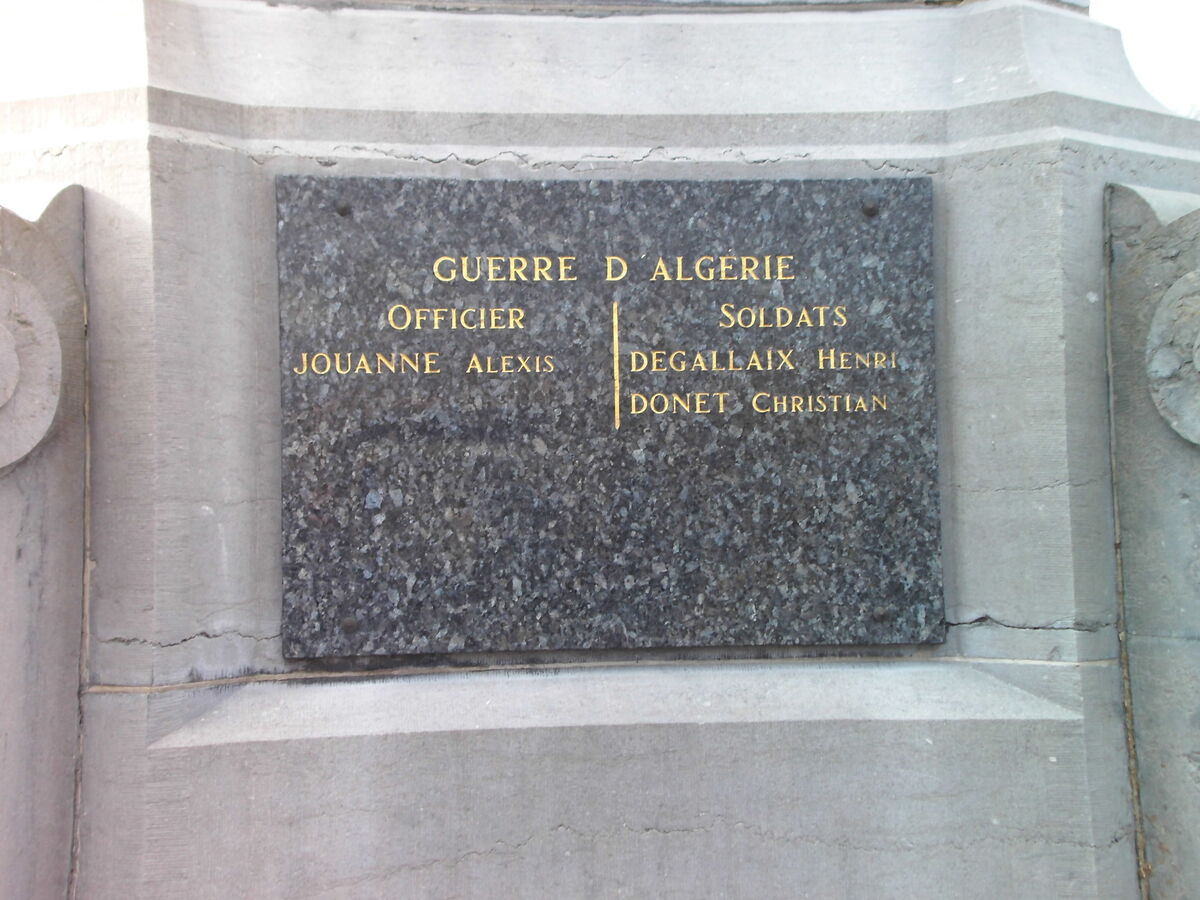 GUERRE D'ALGÉRIE
OFFICIER
JOUANNE ALEXIS
SOLDATS
DEGALLAIX HENRI
DONET CHRISTIAN